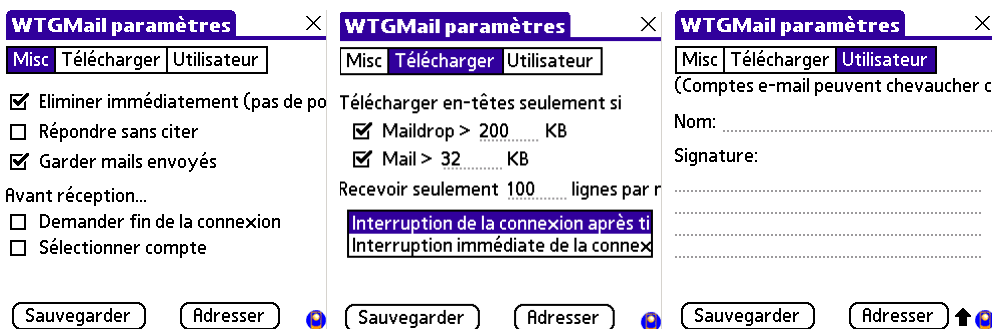 WTGMail paramètres
Misc Télécharger Utilisateur
Eliminer immédiatement (pas de po
Répondre sans citer
Garder mails envoyés
Avant réception...
Demander fin de la connexion
Sélectionner compte
Sauvegarder Adresser
WTGMail paramètres
Misc Télécharger Utilisateur
Télécharger en-têtes seulement si
Maildrop > 200 KB
Mail > 32 KB
Recevoir seulement 100 lignes par
Interruption de la connexion après ti
Interruption immédiate de la connex
Sauvegarder Adresser
WTGMail paramètres
Misc Télécharger Utilisateur
(Comptes e-mail peuvent chevaucher c
Nom:
Signature:
Sauvegarder Adresser